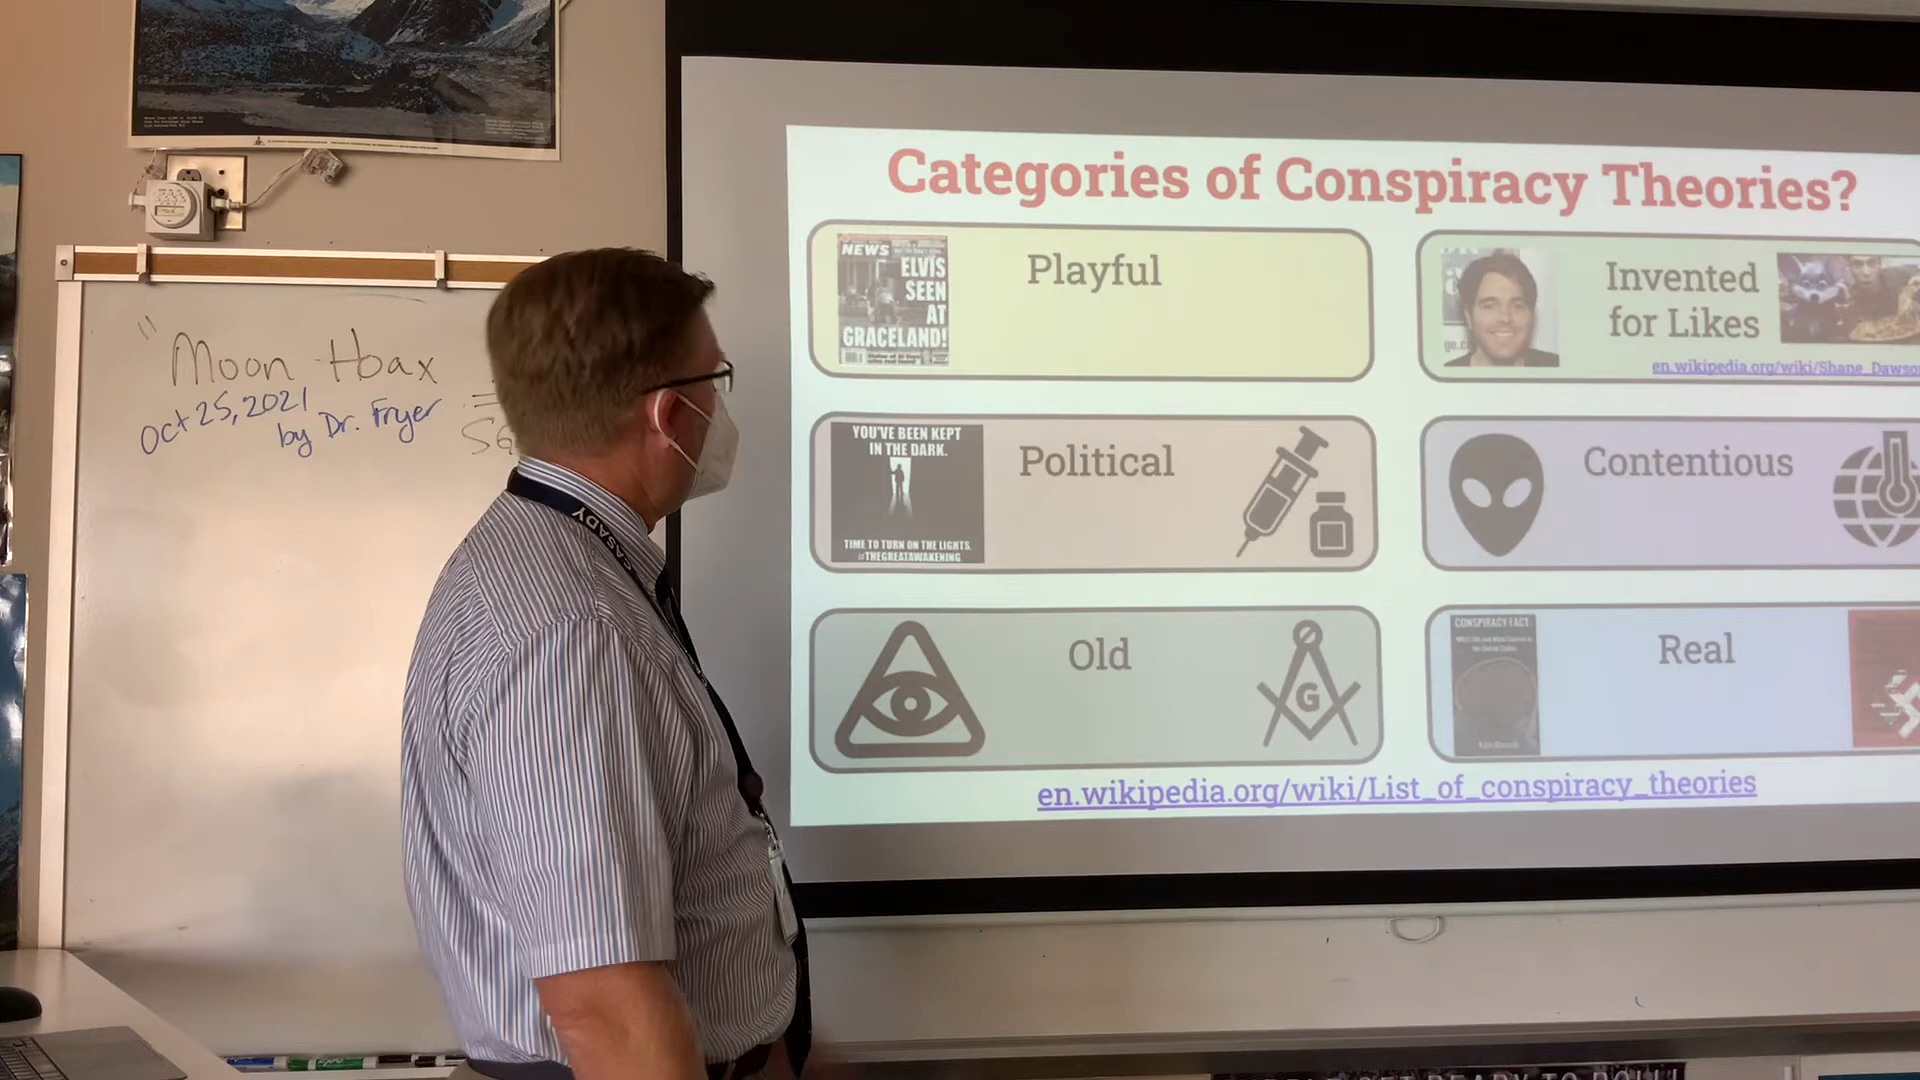 "Moon Hoax
Oct 25, 2021
by Dr. Fryer
CASADY
Categories of Conspiracy Theories?
NEWS
ELVIS
SEEN
AT
GRACELAND!
Playful
Invented
for Likes
en.wikipedia.org/wiki/Shane_Dawso
YOU'VE BEEN KEPT
IN THE DARK.
TIME TO TURN ON THE LIGHTS.
#THEGREATAWAKENING
Political
Contentious
Old
G
CONSPIRACY FACT
Real
en.wikipedia.org/wiki/List_of_conspiracy_theories